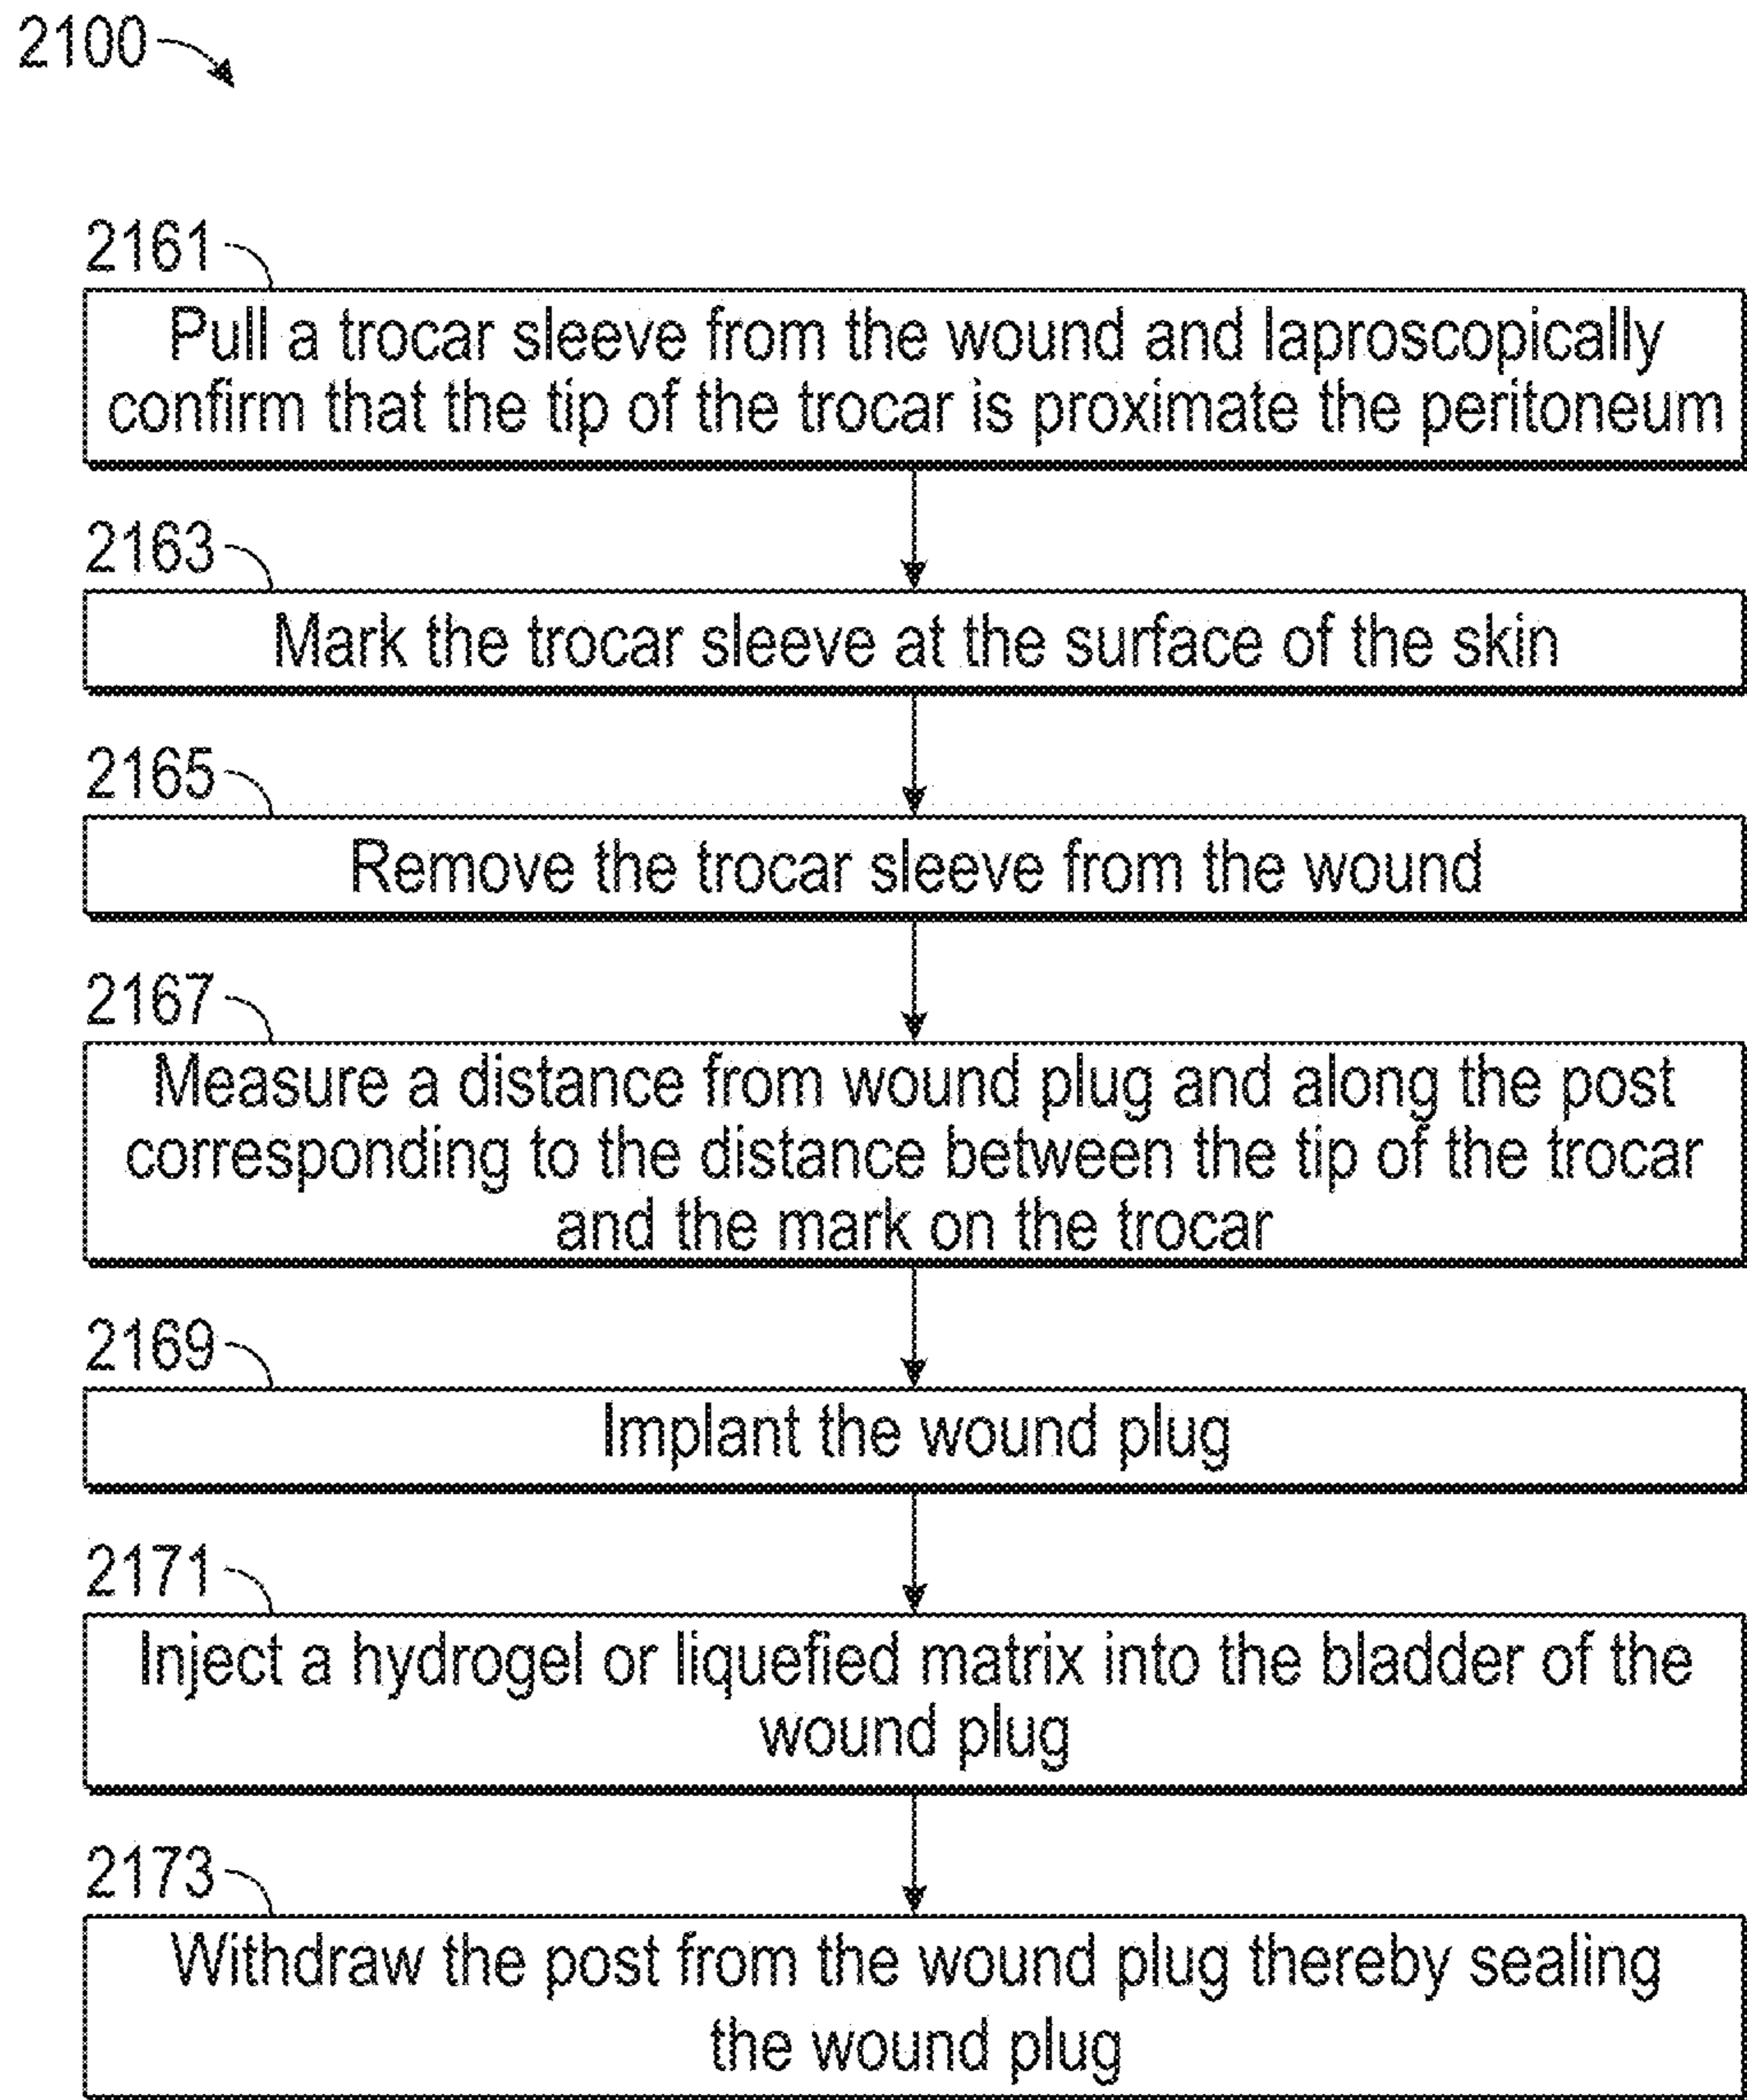 2100
2161
Pull a trocar sleeve from the wound and laproscopically
confirm that the tip of the trocar is proximate the peritoneum
2163
Mark the trocar sleeve at the surface of the skin
2165
Remove the trocar sleeve from the wound
2167
Measure a distance from wound plug and along the post
corresponding to the distance between the tip of the trocar
and the mark on the trocar
2169
Implant the wound plug
2171
Inject a hydrogel or liquefied matrix into the bladder of the
wound plug
2173
Withdraw the post from the wound plug thereby sealing
the wound plug